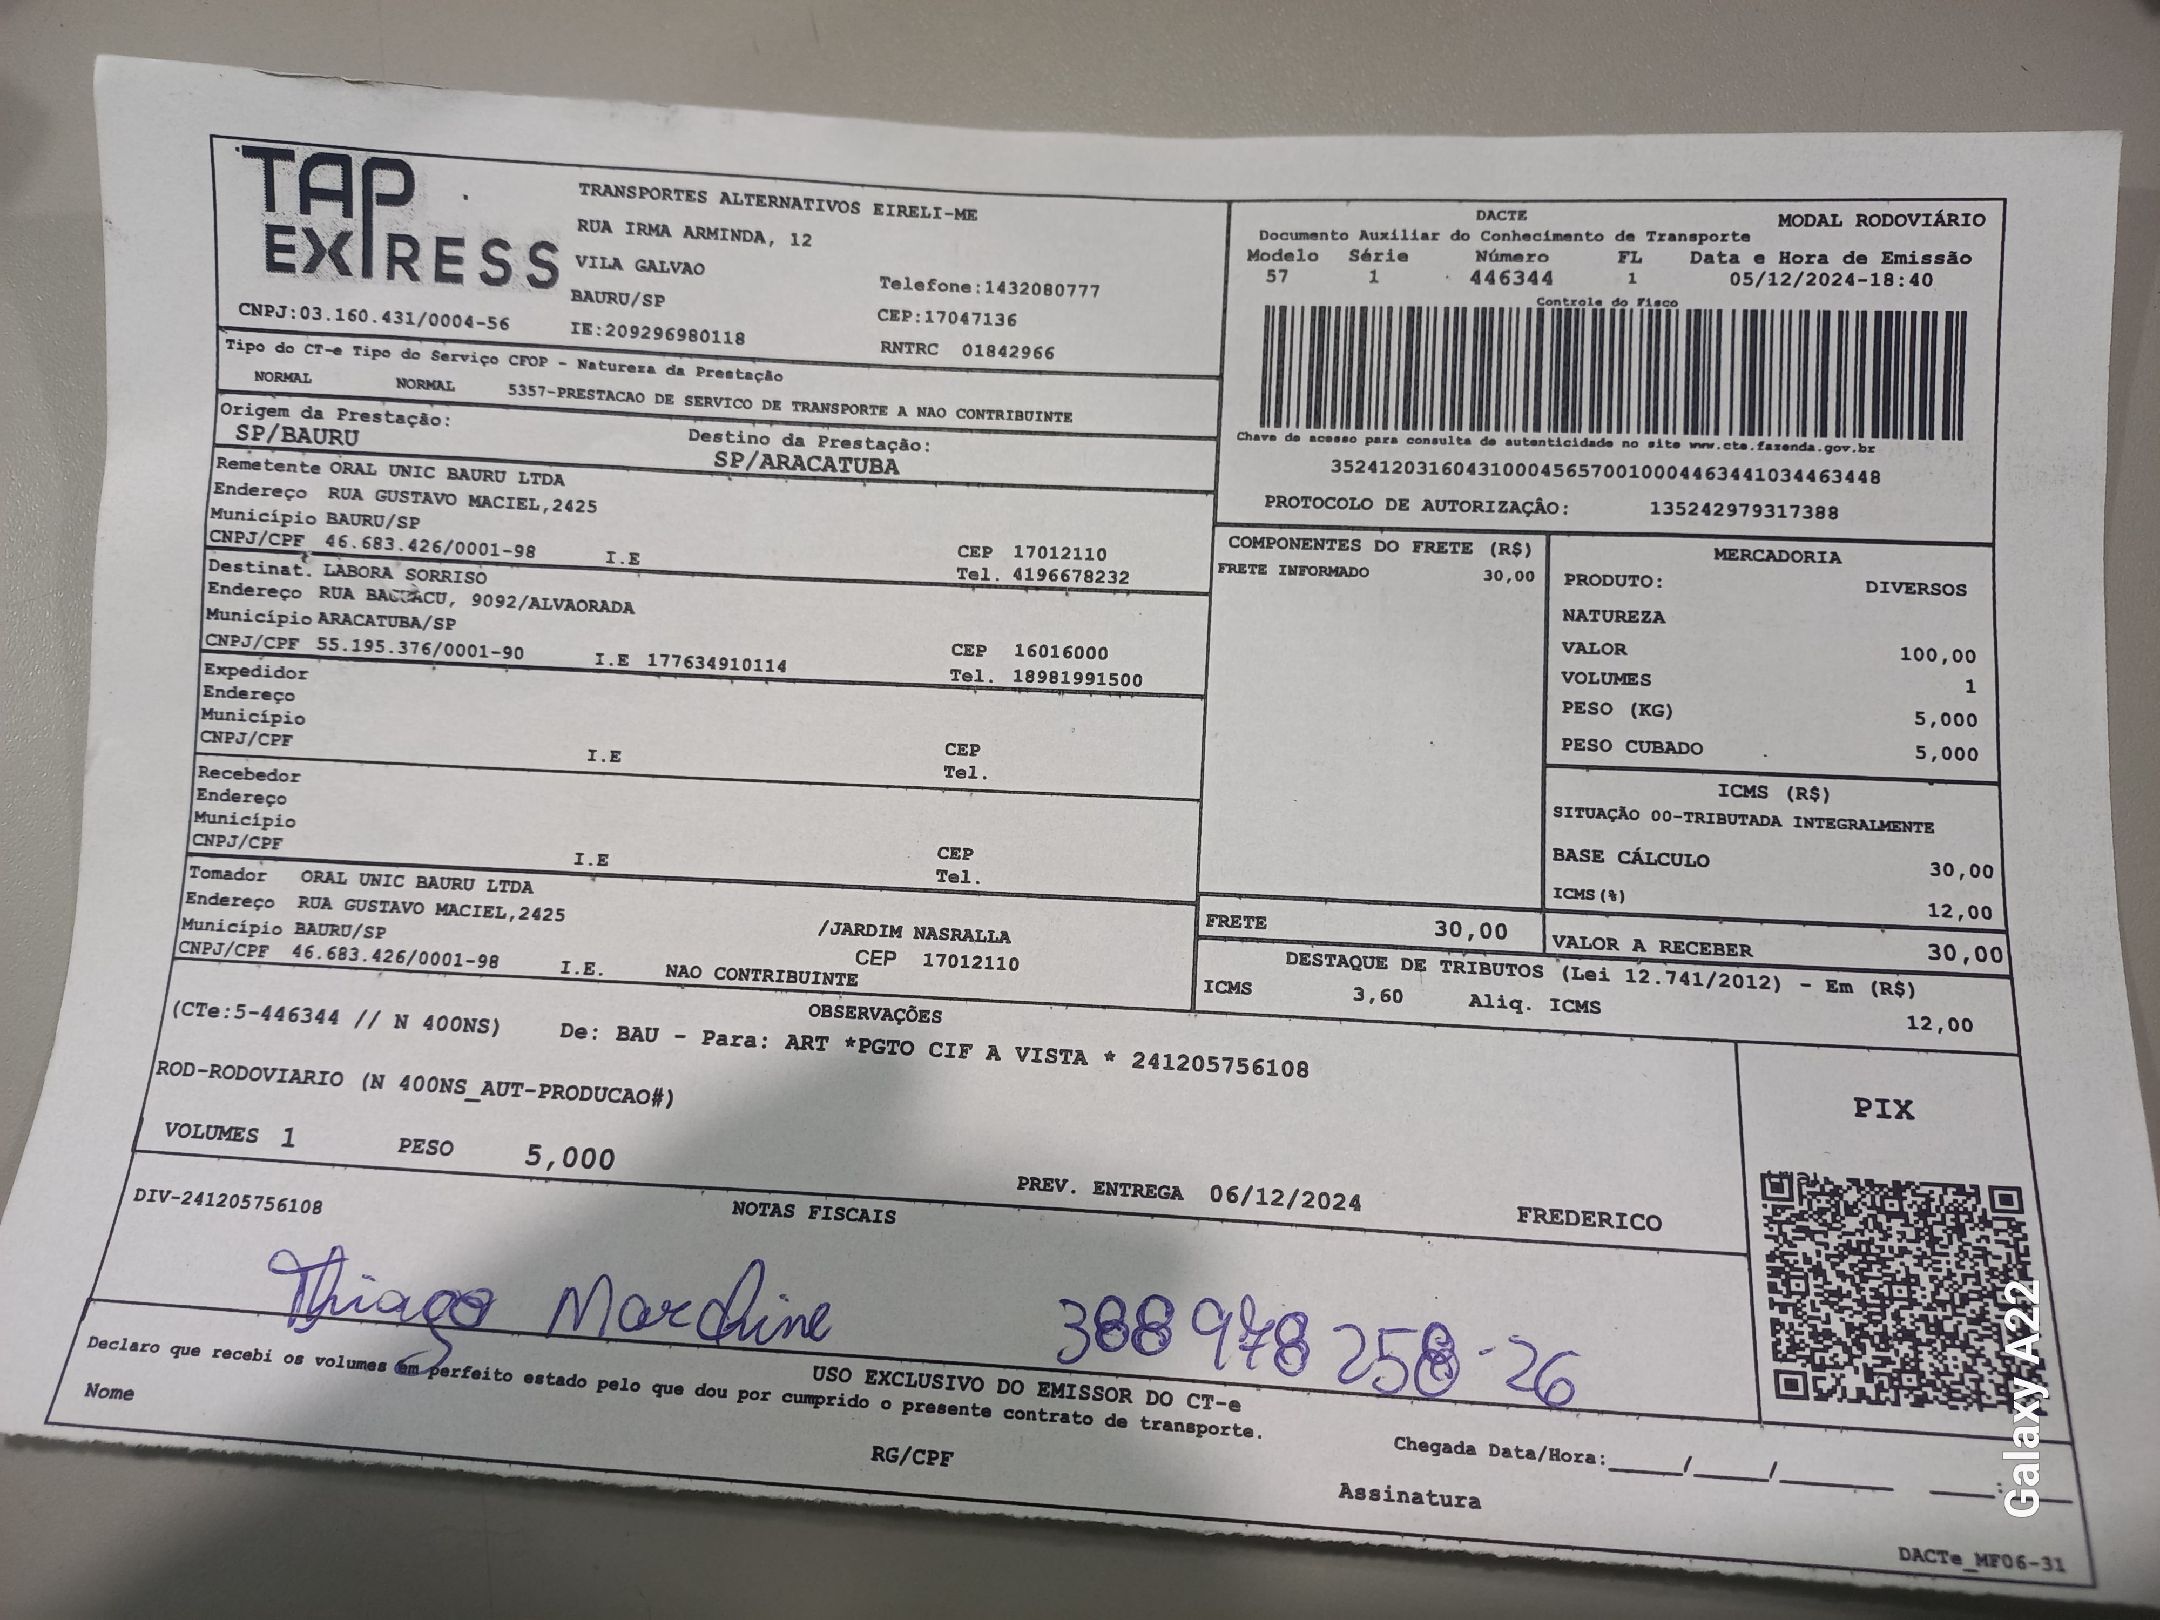 TAP
EXPRESS
TRANSPORTES ALTERNATIVOS EIRELI-ME
RUA IRMA ARMINDA, 12
VILA GALVAO
BAURU/SP
Telefone:1432080777
CEP:17047136
CNPJ:03.160.431/0004-56
IE:209296980118
RNTRC 01842966
DACTE
MODAL RODOVIÁRIO
Documento Auxiliar do Conhecimento de Transporte
Modelo Série Número FL Data e Hora de Emissão
57 1 446344 1 05/12/2024-18:40
Controle do Fisco
Chave de acesso para consulta de autenticidade no site www.cte.fazenda.gov.br
35241203160431000456570010004463441034463448
PROTOCOLO DE AUTORIZAÇÂO: 135242979317388
Tipo do CT-e Tipo do Serviço CFOP - Natureza da Prestação
NORMAL NORMAL 5357-PRESTACAO DE SERVICO DE TRANSPORTE A NAO CONTRIBUINTE
Origem da Prestação: Destino da Prestação:
SP/BAURU SP/ARACATUBA
Remetente ORAL UNIC BAURU LTDA
Endereço RUA GUSTAVO MACIEL,2425
Município BAURU/SP CEP 17012110
CNPJ/CPF 46.683.426/0001-98 I.E Tel. 4196678232
Destinat. LABORA SORRISO
Endereço RUA , 9092/ALVAORADA
Município ARACATUBA/SP CEP 16016000
CNPJ/CPF 55.195.376/0001-90 I.E 177634910114 Tel. 18981991500
Expedidor
Endereço
Município CEP
CNPJ/CPF I.E Tel.
Recebedor
Endereço
Município CEP
CNPJ/CPF I.E Tel.
Tomador ORAL UNIC BAURU LTDA
Endereço RUA GUSTAVO MACIEL,2425 /JARDIM NASRALLA
Município BAURU/SP CEP 17012110
CNPJ/CPF 46.683.426/0001-98 I.E. NAO CONTRIBUINTE
COMPONENTES DO FRETE (R$)
FRETE INFORMADO 30,00
FRETE 30,00
MERCADORIA
PRODUTO: DIVERSOS
NATUREZA
VALOR 100,00
VOLUMES 1
PESO (KG) 5,000
PESO CUBADO 5,000
ICMS (R$)
SITUAÇÃO 00-TRIBUTADA INTEGRALMENTE
BASE CÁLCULO 30,00
ICMS(%) 12,00
VALOR A RECEBER 30,00
DESTAQUE DE TRIBUTOS (Lei 12.741/2012) - Em (R$)
ICMS 3,60 Aliq. ICMS 12,00
OBSERVAÇÕES
(CTe:5-446344 // N 400NS) De: BAU - Para: ART *PGTO CIF A VISTA * 241205756108
ROD-RODOVIARIO (N 400NS_AUT-PRODUCAO#)
VOLUMES 1 PESO 5,000 PREV. ENTREGA 06/12/2024 FREDERICO
PIX
DIV-241205756108 NOTAS FISCAIS
Thiago 388 978 258-26
USO EXCLUSIVO DO EMISSOR DO CT-e
Declaro que recebi os volumes em perfeito estado pelo que dou por cumprido o presente contrato de transporte.
Nome RG/CPF Assinatura Chegada Data/Hora:____/____/______ ____:____
DACTe_MF06-31
Galaxy A22